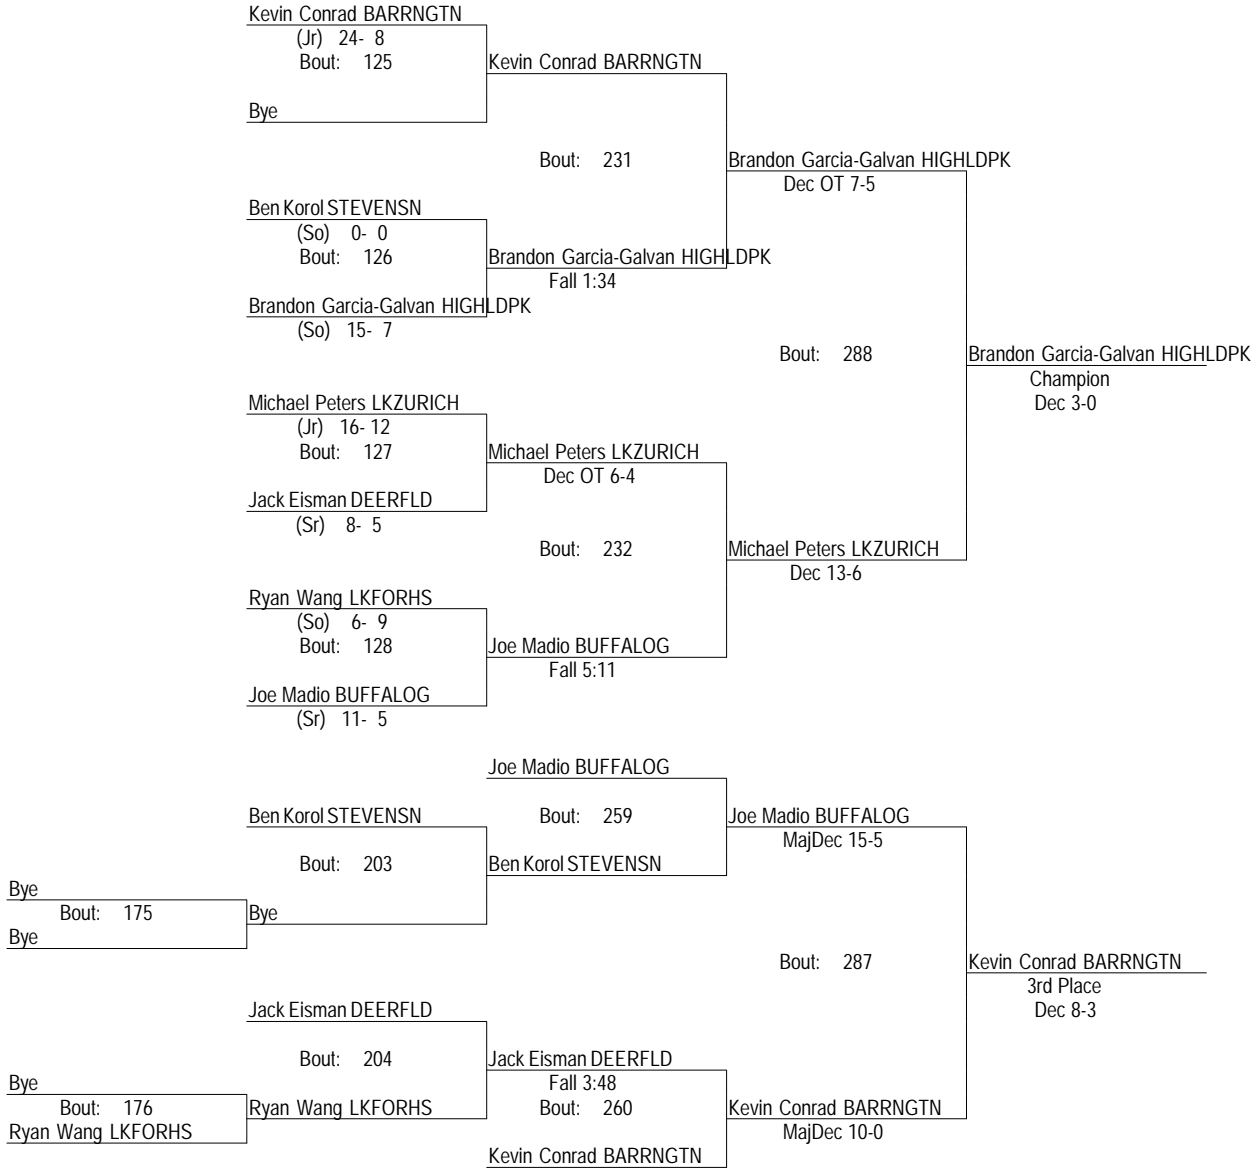 Kevin Conrad BARRNGTN
(Jr) 24- 8
Bout: 125
Kevin Conrad BARRNGTN
Bye
Bout: 231
Brandon Garcia-Galvan HIGHLDPK
Dec OT 7-5
Ben Korol STEVENSN
(So) 0- 0
Bout: 126
Brandon Garcia-Galvan HIGHLDPK
Fall 1:34
Brandon Garcia-Galvan HIGHLDPK
(So) 15- 7
Bout: 288
Brandon Garcia-Galvan HIGHLDPK
Champion
Dec 3-0
Michael Peters LKZURICH
(Jr) 16- 12
Bout: 127
Michael Peters LKZURICH
Dec OT 6-4
Jack Eisman DEERFLD
(Sr) 8- 5
Bout: 232
Michael Peters LKZURICH
Dec 13-6
Ryan Wang LKFORHS
(So) 6- 9
Bout: 128
Joe Madio BUFFALOG
Fall 5:11
Joe Madio BUFFALOG
(Sr) 11- 5
Joe Madio BUFFALOG
Ben Korol STEVENSN
Bout: 259
Joe Madio BUFFALOG
MajDec 15-5
Bout: 203
Ben Korol STEVENSN
Bye
Bout: 175
Bye
Bye
Bout: 287
Kevin Conrad BARRNGTN
3rd Place
Dec 8-3
Jack Eisman DEERFLD
Bout: 204
Jack Eisman DEERFLD
Fall 3:48
Bye
Bout: 176
Ryan Wang LKFORHS
Bout: 260
Kevin Conrad BARRNGTN
MajDec 10-0
Ryan Wang LKFORHS
Kevin Conrad BARRNGTN